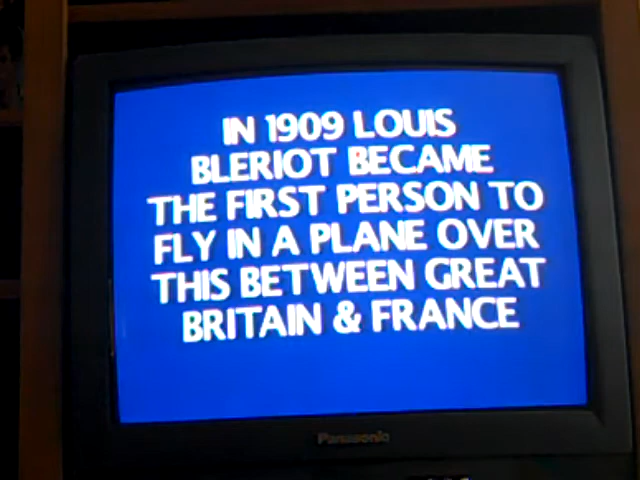 IN 1909 LOUIS
BLERIOT BECAME
THE FIRST PERSON TO
FLY IN A PLANE OVER
THIS BETWEEN GREAT
BRITAIN & FRANCE
Panasonic